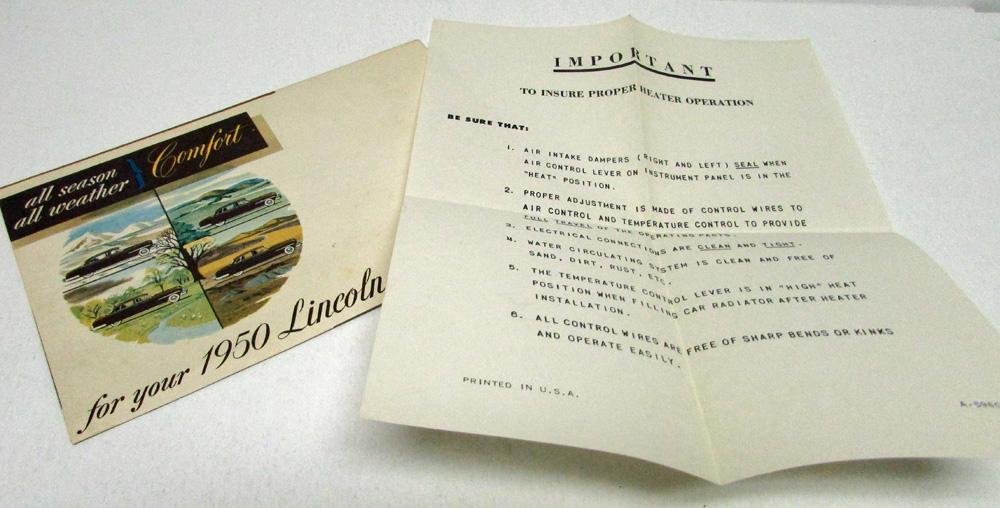 all season
all weather
Comfort
for your 1950 Lincoln
IMPORTANT
TO INSURE PROPER HEATER OPERATION
BE SURE THAT:
1. AIR INTAKE DAMPERS (RIGHT AND LEFT) SEAL WHEN
AIR CONTROL LEVER ON INSTRUMENT PANEL IS IN THE
"HEAT" POSITION.
2. PROPER ADJUSTMENT IS MADE OF CONTROL WIRES TO
AIR CONTROL AND TEMPERATURE CONTROL TO PROVIDE
FULL TRAVEL OF THE OPERATING PARTS.
3. ELECTRICAL CONNECTIONS ARE CLEAN AND TIGHT.
4. WATER CIRCULATING SYSTEM IS CLEAN AND FREE OF
SAND, DIRT, RUST, ETC.
5. THE TEMPERATURE CONTROL LEVER IS IN "HIGH" HEAT
POSITION WHEN FILLING CAR RADIATOR AFTER HEATER
INSTALLATION.
6. ALL CONTROL WIRES ARE FREE OF SHARP BENDS OR KINKS
AND OPERATE EASILY.
PRINTED IN U.S.A.